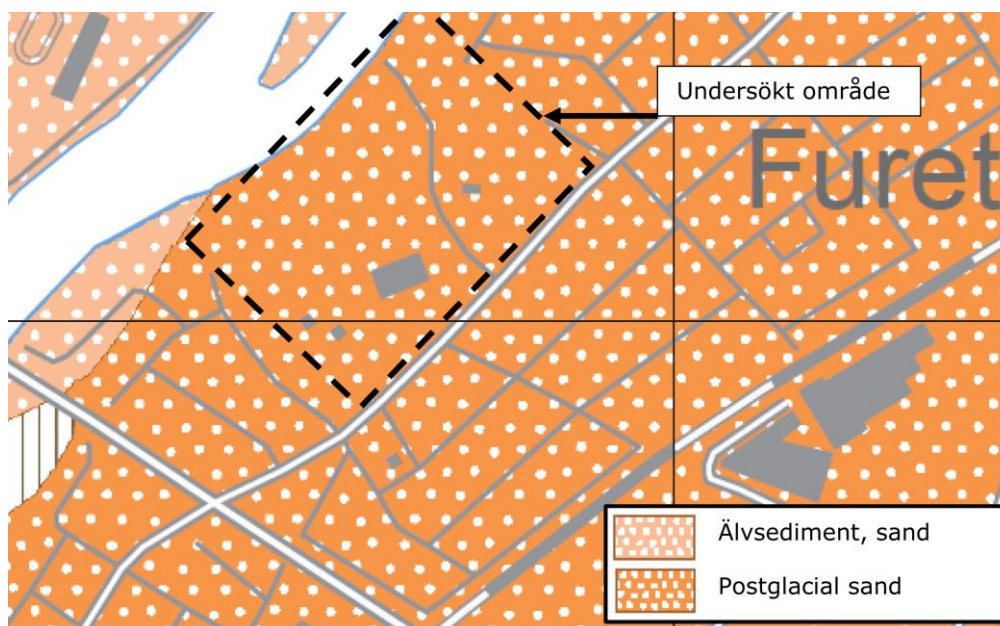 Undersökt område
Furet
Älvsediment, sand
Postglacial sand